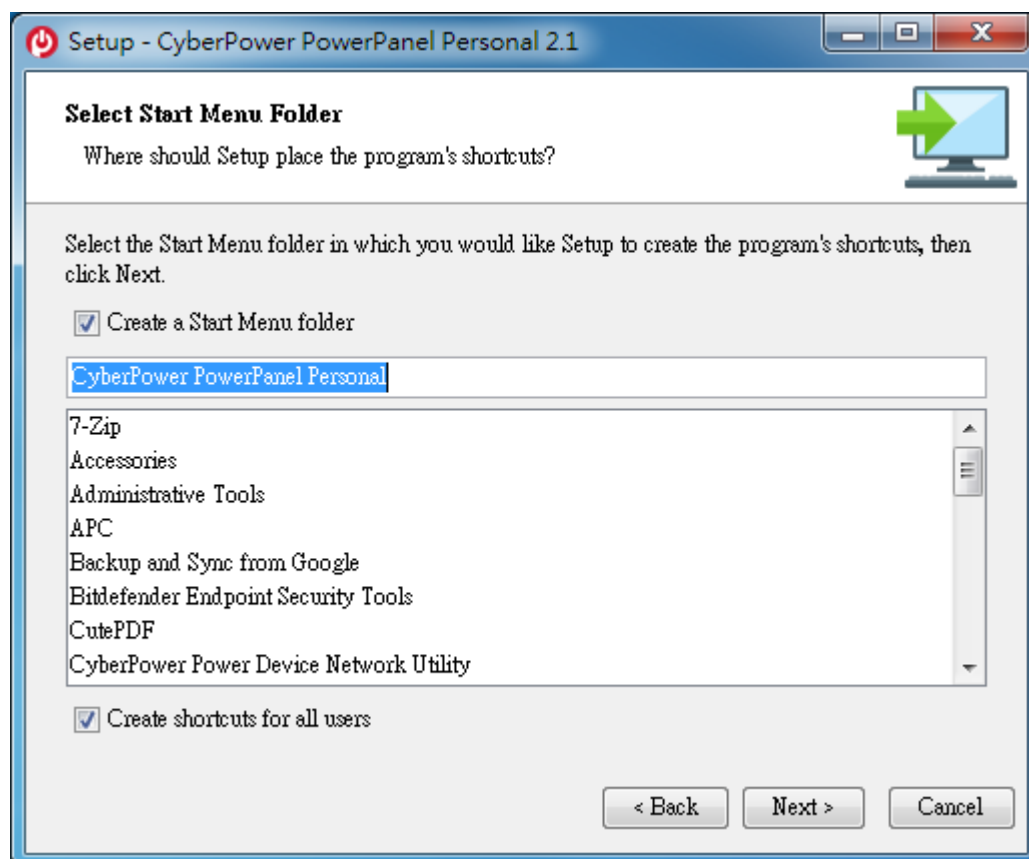 Setup - CyberPower PowerPanel Personal 2.1
Select Start Menu Folder
Where should Setup place the program's shortcuts?
Select the Start Menu folder in which you would like Setup to create the program's shortcuts, then
click Next.
Create a Start Menu folder
CyberPower PowerPanel Personal
7-Zip
Accessories
Administrative Tools
APC
Backup and Sync from Google
Bitdefender Endpoint Security Tools
CutePDF
CyberPower Power Device Network Utility
Create shortcuts for all users
< Back Next > Cancel